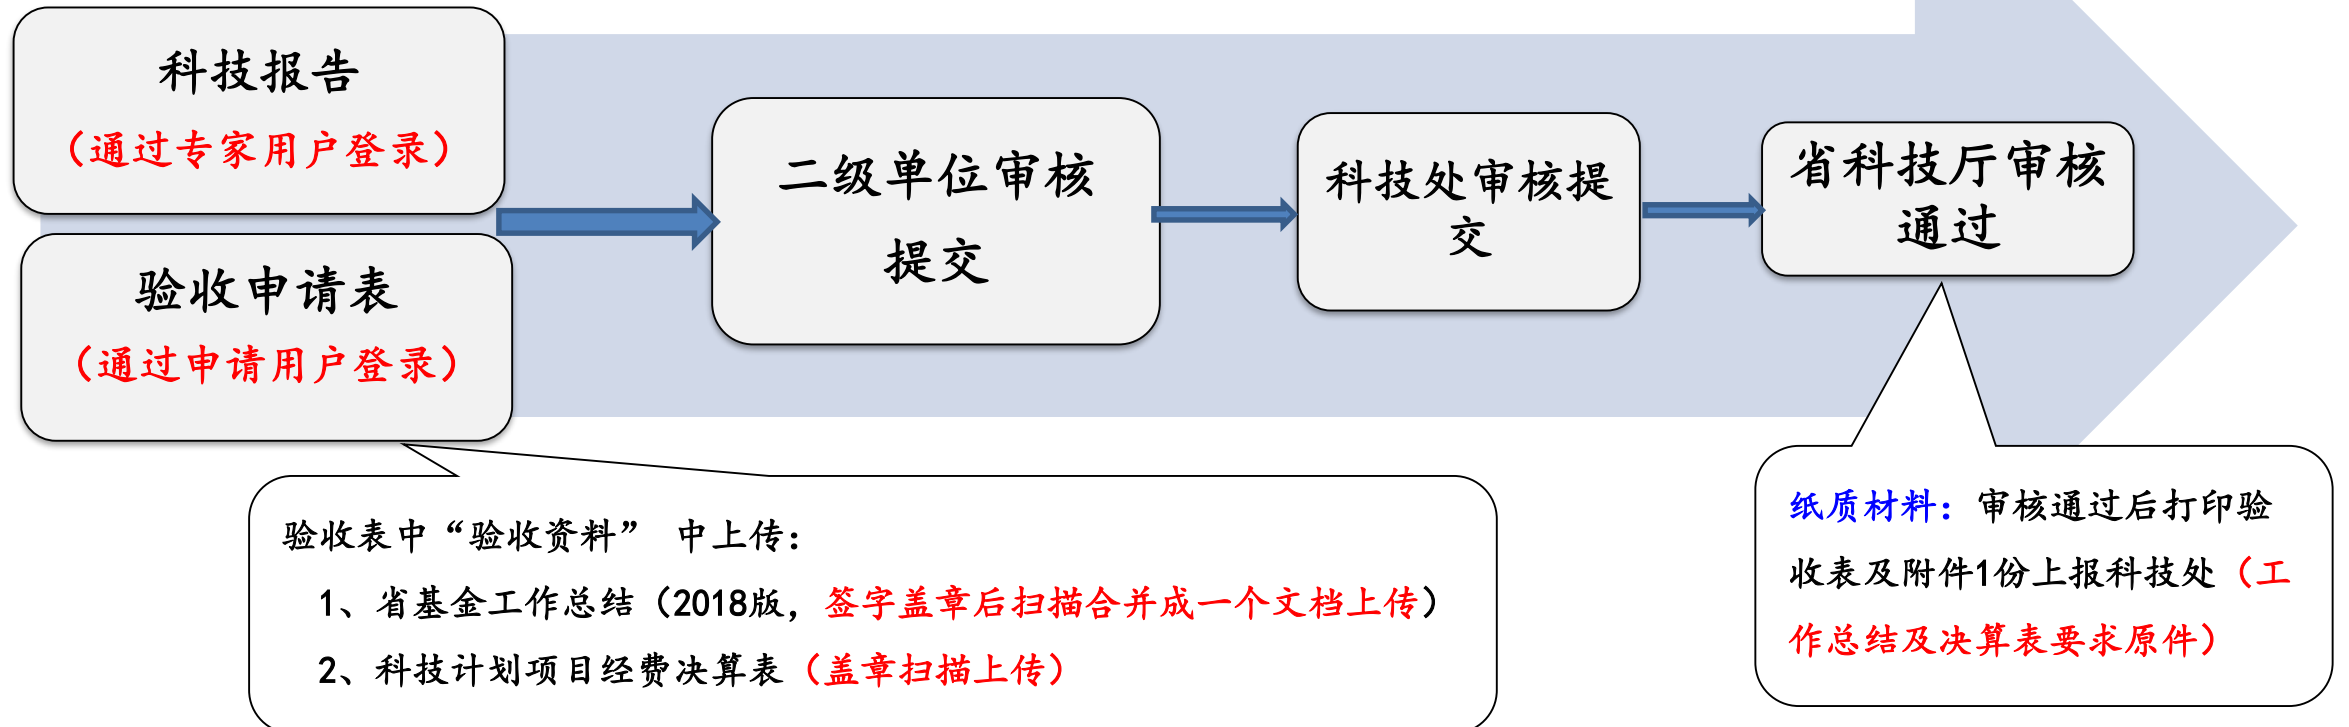 科技报告
（通过专家用户登录）
验收申请表
（通过申请用户登录）
二级单位审核
提交
科技处审核提
交
省科技厅审核
通过
验收表中“验收资料” 中上传：
1、省基金工作总结（2018版，签字盖章后扫描合并成一个文档上传）
2、科技计划项目经费决算表（盖章扫描上传）
纸质材料：审核通过后打印验
收表及附件1份上报科技处（工
作总结及决算表要求原件）